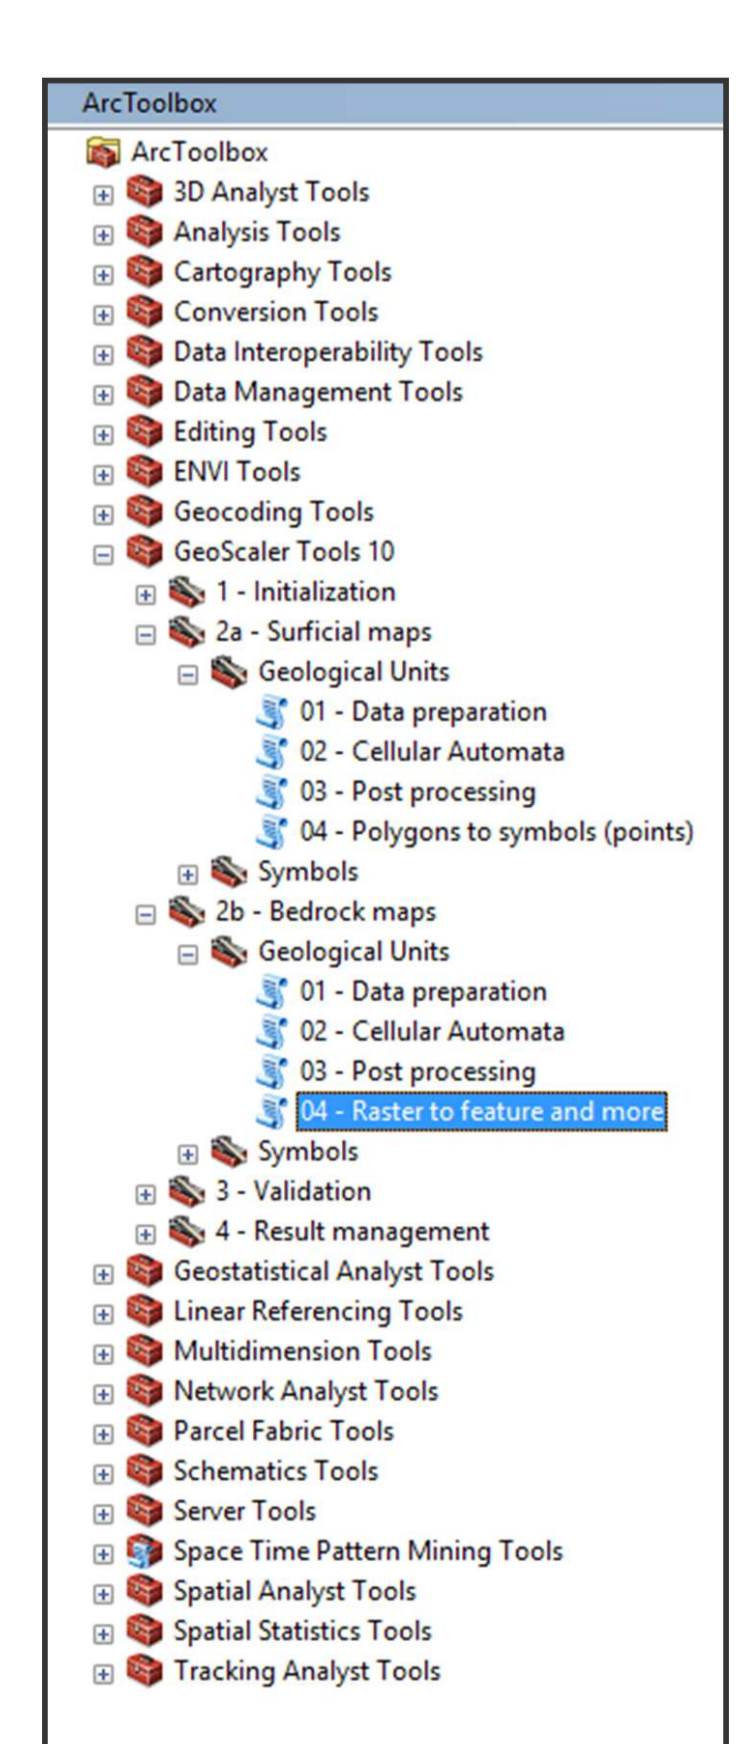 ArcToolbox
ArcToolbox
3D Analyst Tools
Analysis Tools
Cartography Tools
Conversion Tools
Data Interoperability Tools
Data Management Tools
Editing Tools
ENVI Tools
Geocoding Tools
GeoScaler Tools 10
1 - Initialization
2a - Surficial maps
Geological Units
01 - Data preparation
02 - Cellular Automata
03 - Post processing
04 - Polygons to symbols (points)
Symbols
2b - Bedrock maps
Geological Units
01 - Data preparation
02 - Cellular Automata
03 - Post processing
04 - Raster to feature and more
Symbols
3 - Validation
4 - Result management
Geostatistical Analyst Tools
Linear Referencing Tools
Multidimension Tools
Network Analyst Tools
Parcel Fabric Tools
Schematics Tools
Server Tools
Space Time Pattern Mining Tools
Spatial Analyst Tools
Spatial Statistics Tools
Tracking Analyst Tools